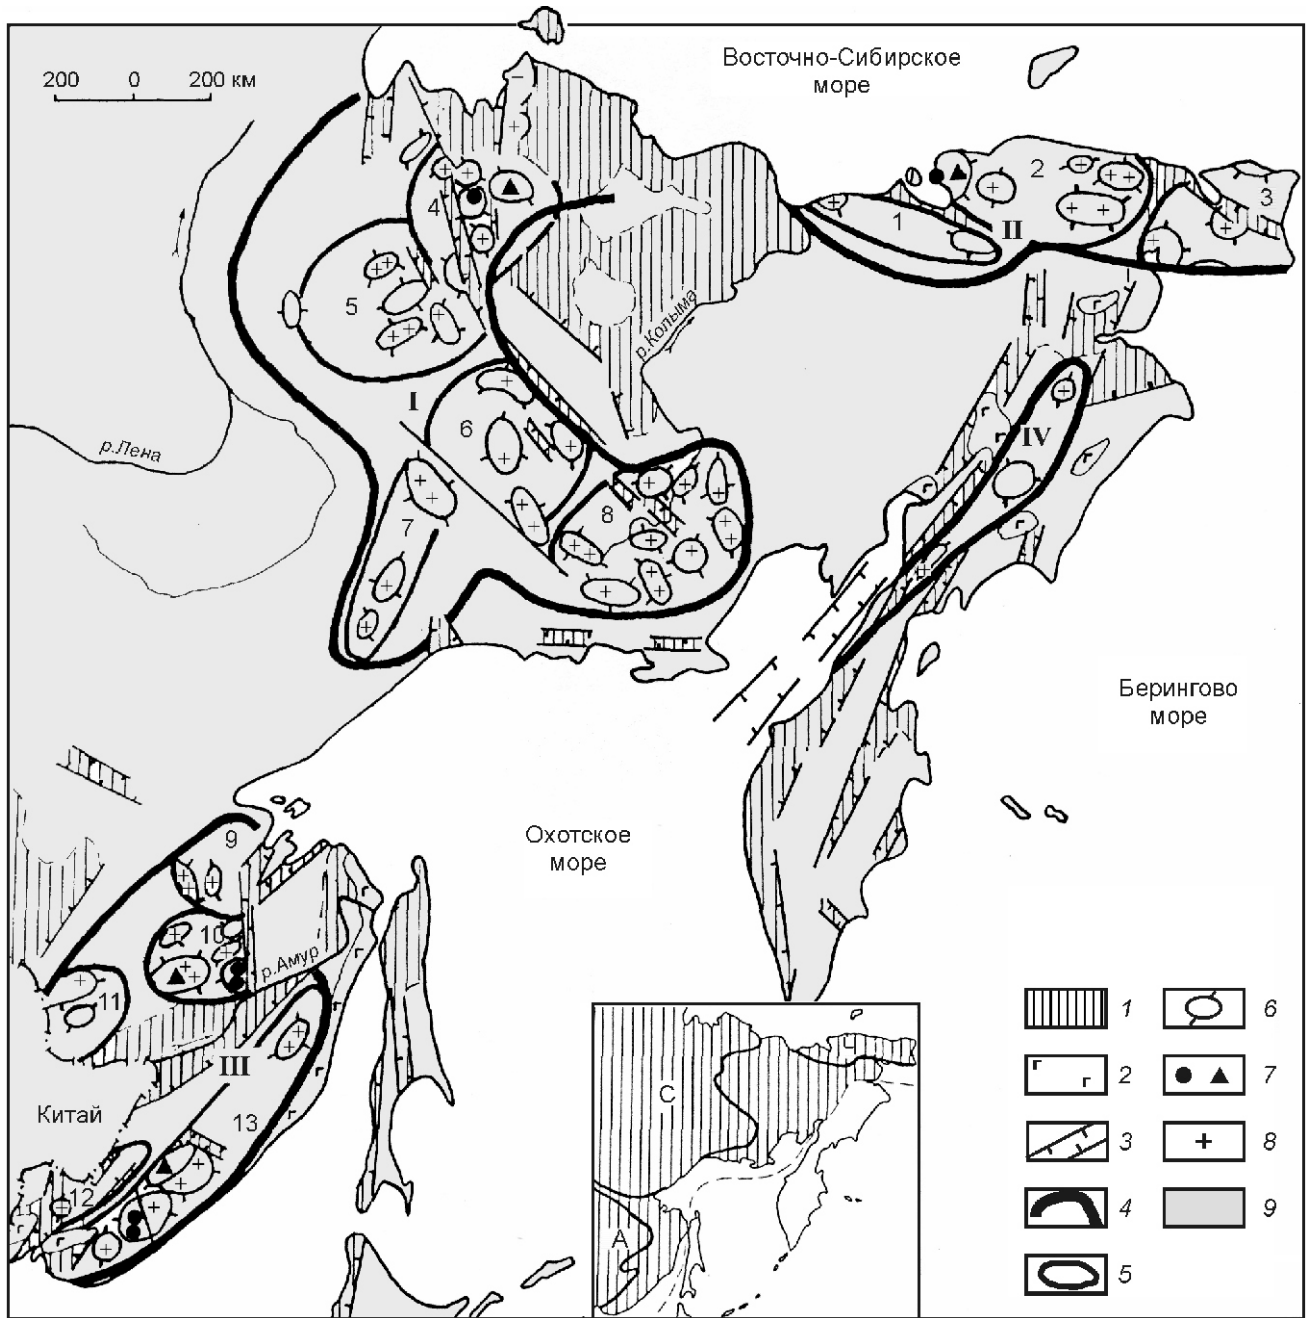 Восточно-Сибирское
море
200 0 200 км
2
3
1
II
4
5
р.Колыма
I
6
IV
р.Лена
8
7
Берингово
море
Охотское
море
9
10
р.Амур
11
III
Китай
13
12
С
Ч
А
1
2
3
4
5
6
7
8
9